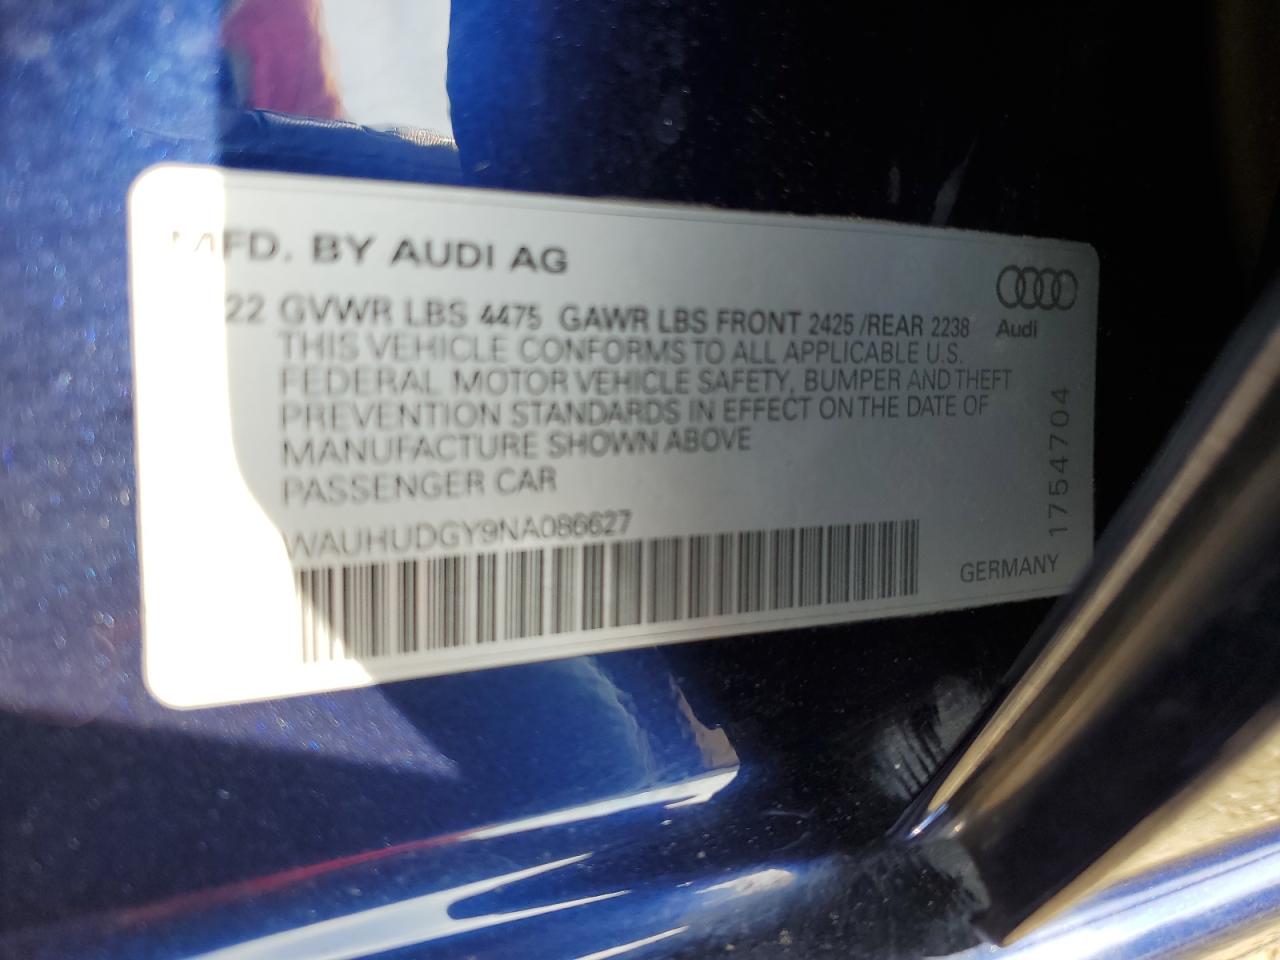 MFD. BY AUDI AG
22 GVWR LBS 4475 GAWR LBS FRONT 2425 /REAR 2238
Audi
THIS VEHICLE CONFORMS TO ALL APPLICABLE U.S.
FEDERAL MOTOR VEHICLE SAFETY, BUMPER AND THEFT
PREVENTION STANDARDS IN EFFECT ON THE DATE OF
MANUFACTURE SHOWN ABOVE
PASSENGER CAR
WAUHUDGY9NA086627
GERMANY
1754704